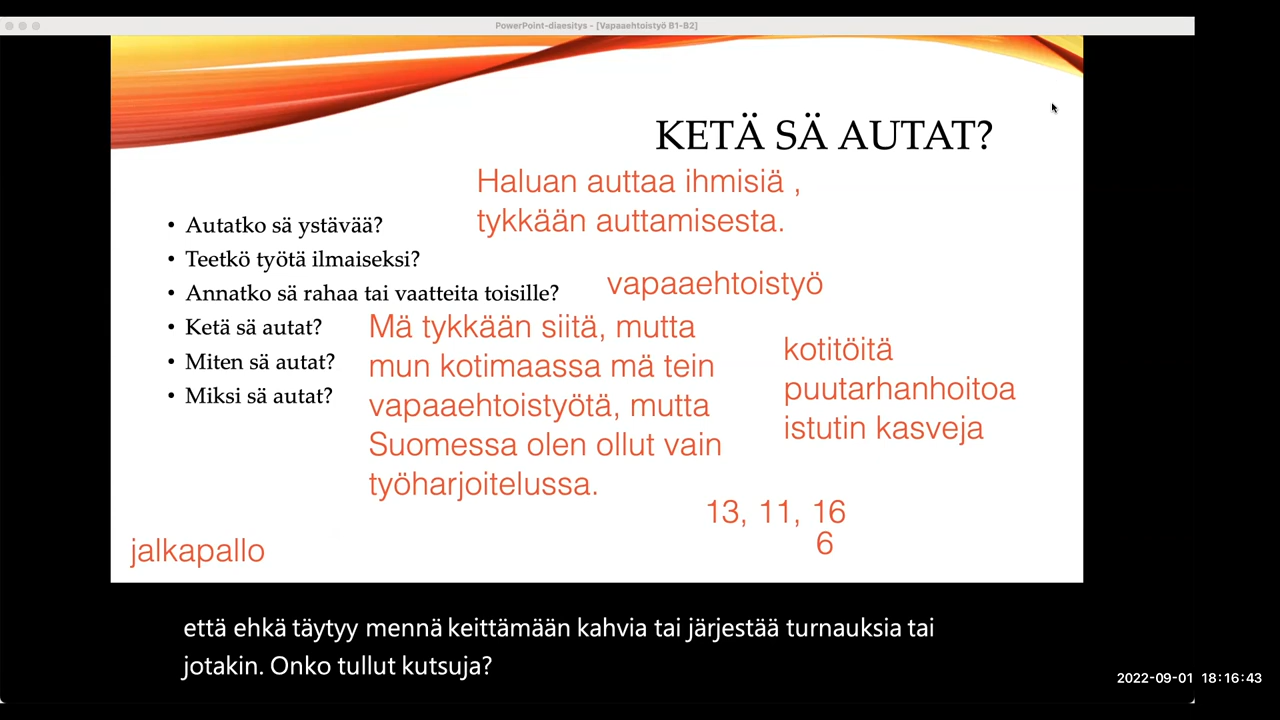 PowerPoint-diaesitys - [Vapaaehtoistyö B1-B2]
KETÄ SÄ AUTAT?
Haluan auttaa ihmisiä ,
tykkään auttamisesta.
• Autatko sä ystävää?
• Teetkö työtä ilmaiseksi?
• Annatko sä rahaa tai vaatteita toisille?
• Ketä sä autat?
• Miten sä autat?
• Miksi sä autat?
vapaaehtoistyö
Mä tykkään siitä, mutta
mun kotimaassa mä tein
vapaaehtoistyötä, mutta
Suomessa olen ollut vain
työharjoitelussa.
kotitöitä
puutarhanhoitoa
istutin kasveja
13, 11, 16
6
jalkapallo
että ehkä täytyy mennä keittämään kahvia tai järjestää turnauksia tai
jotakin. Onko tullut kutsuja?
2022-09-01 18:16:43